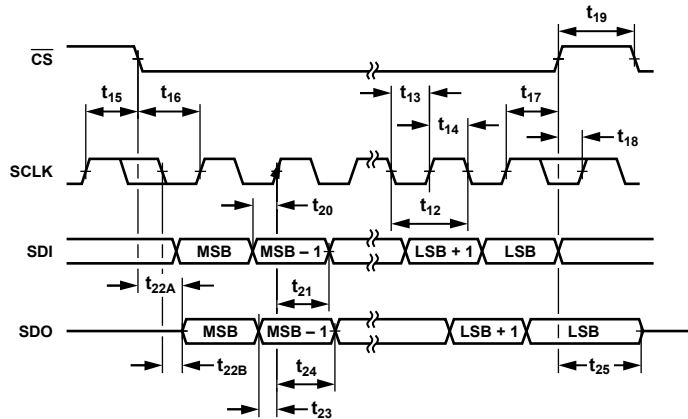 t19
CS
t15
t16
t13
t14
t17
t18
SCLK
t20
t12
SDI
MSB
MSB – 1
LSB + 1
LSB
t22A
t21
SDO
MSB
MSB – 1
LSB + 1
LSB
t22B
t24
t25
t23